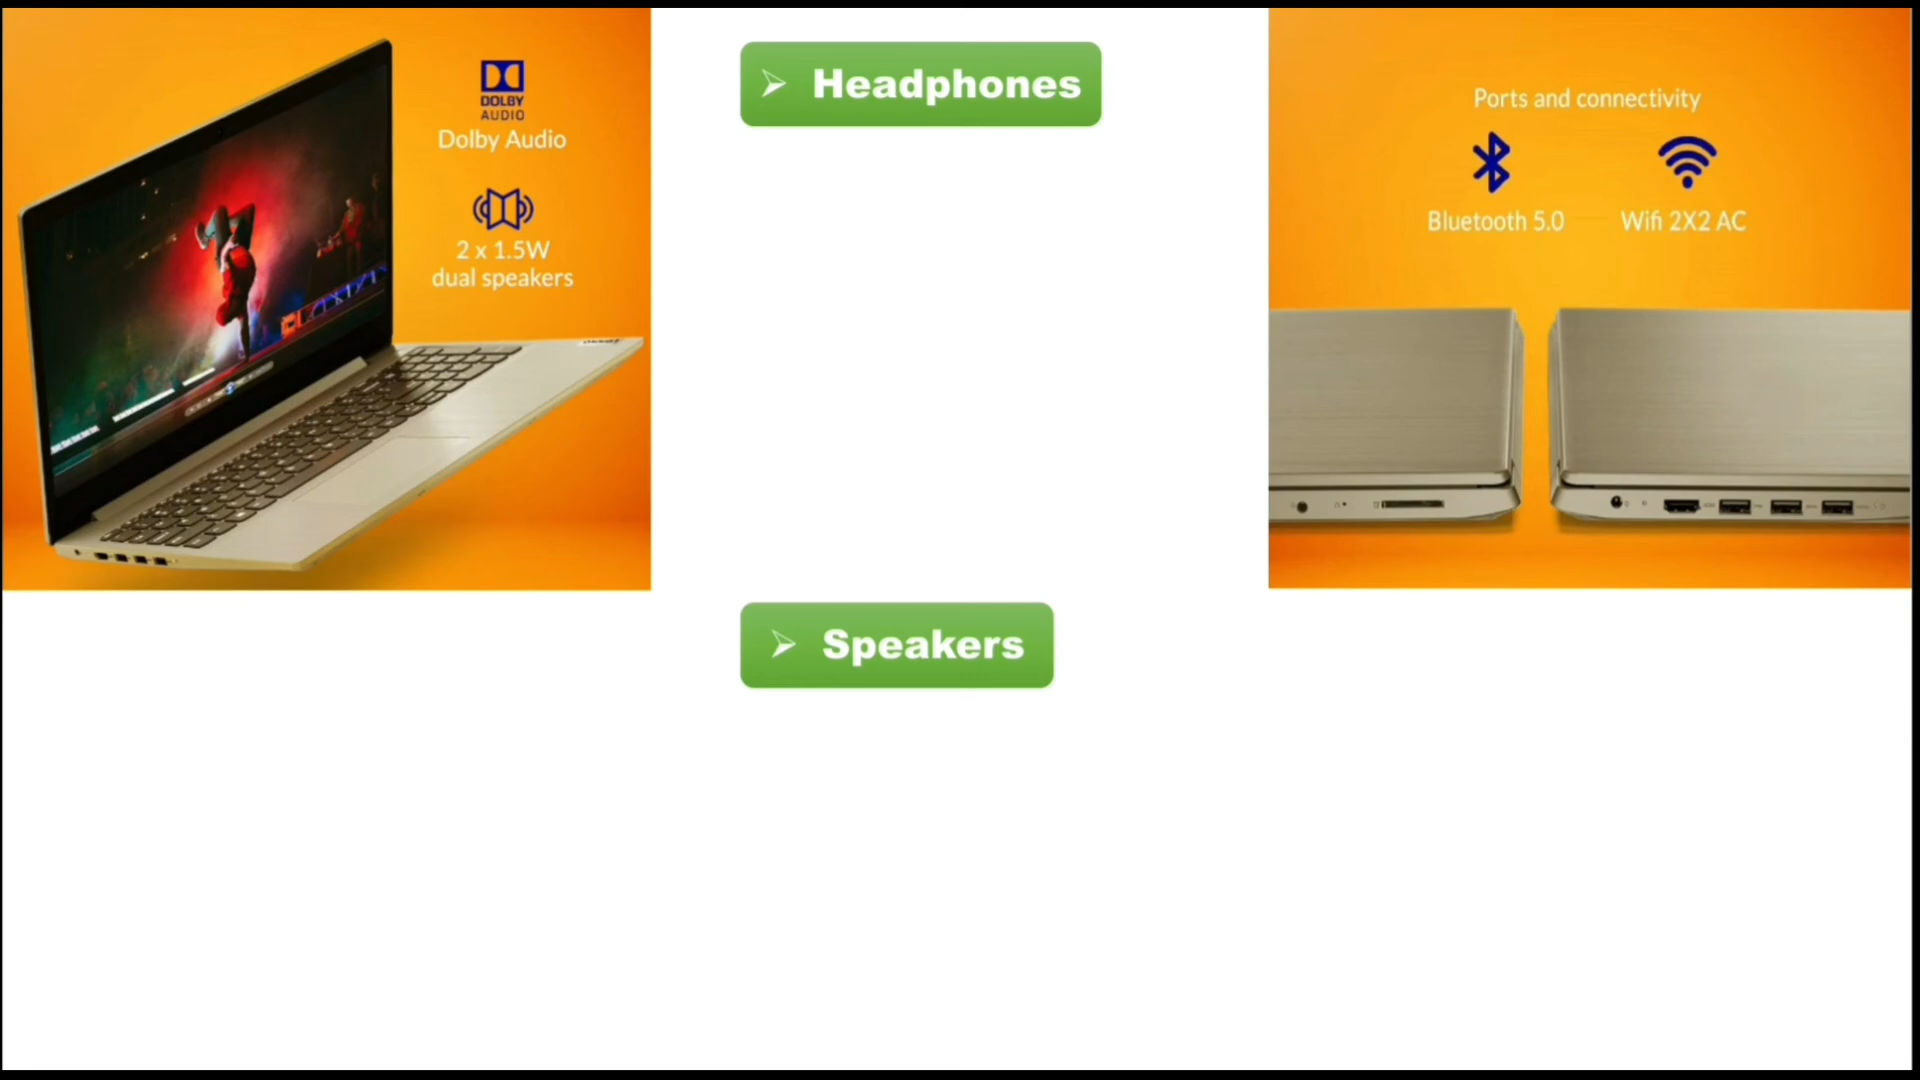 DOLBY
AUDIO
Dolby Audio
2 x 1.5W
dual speakers
➢ Headphones
Ports and connectivity
Bluetooth 5.0
Wifi 2X2 AC
➢ Speakers